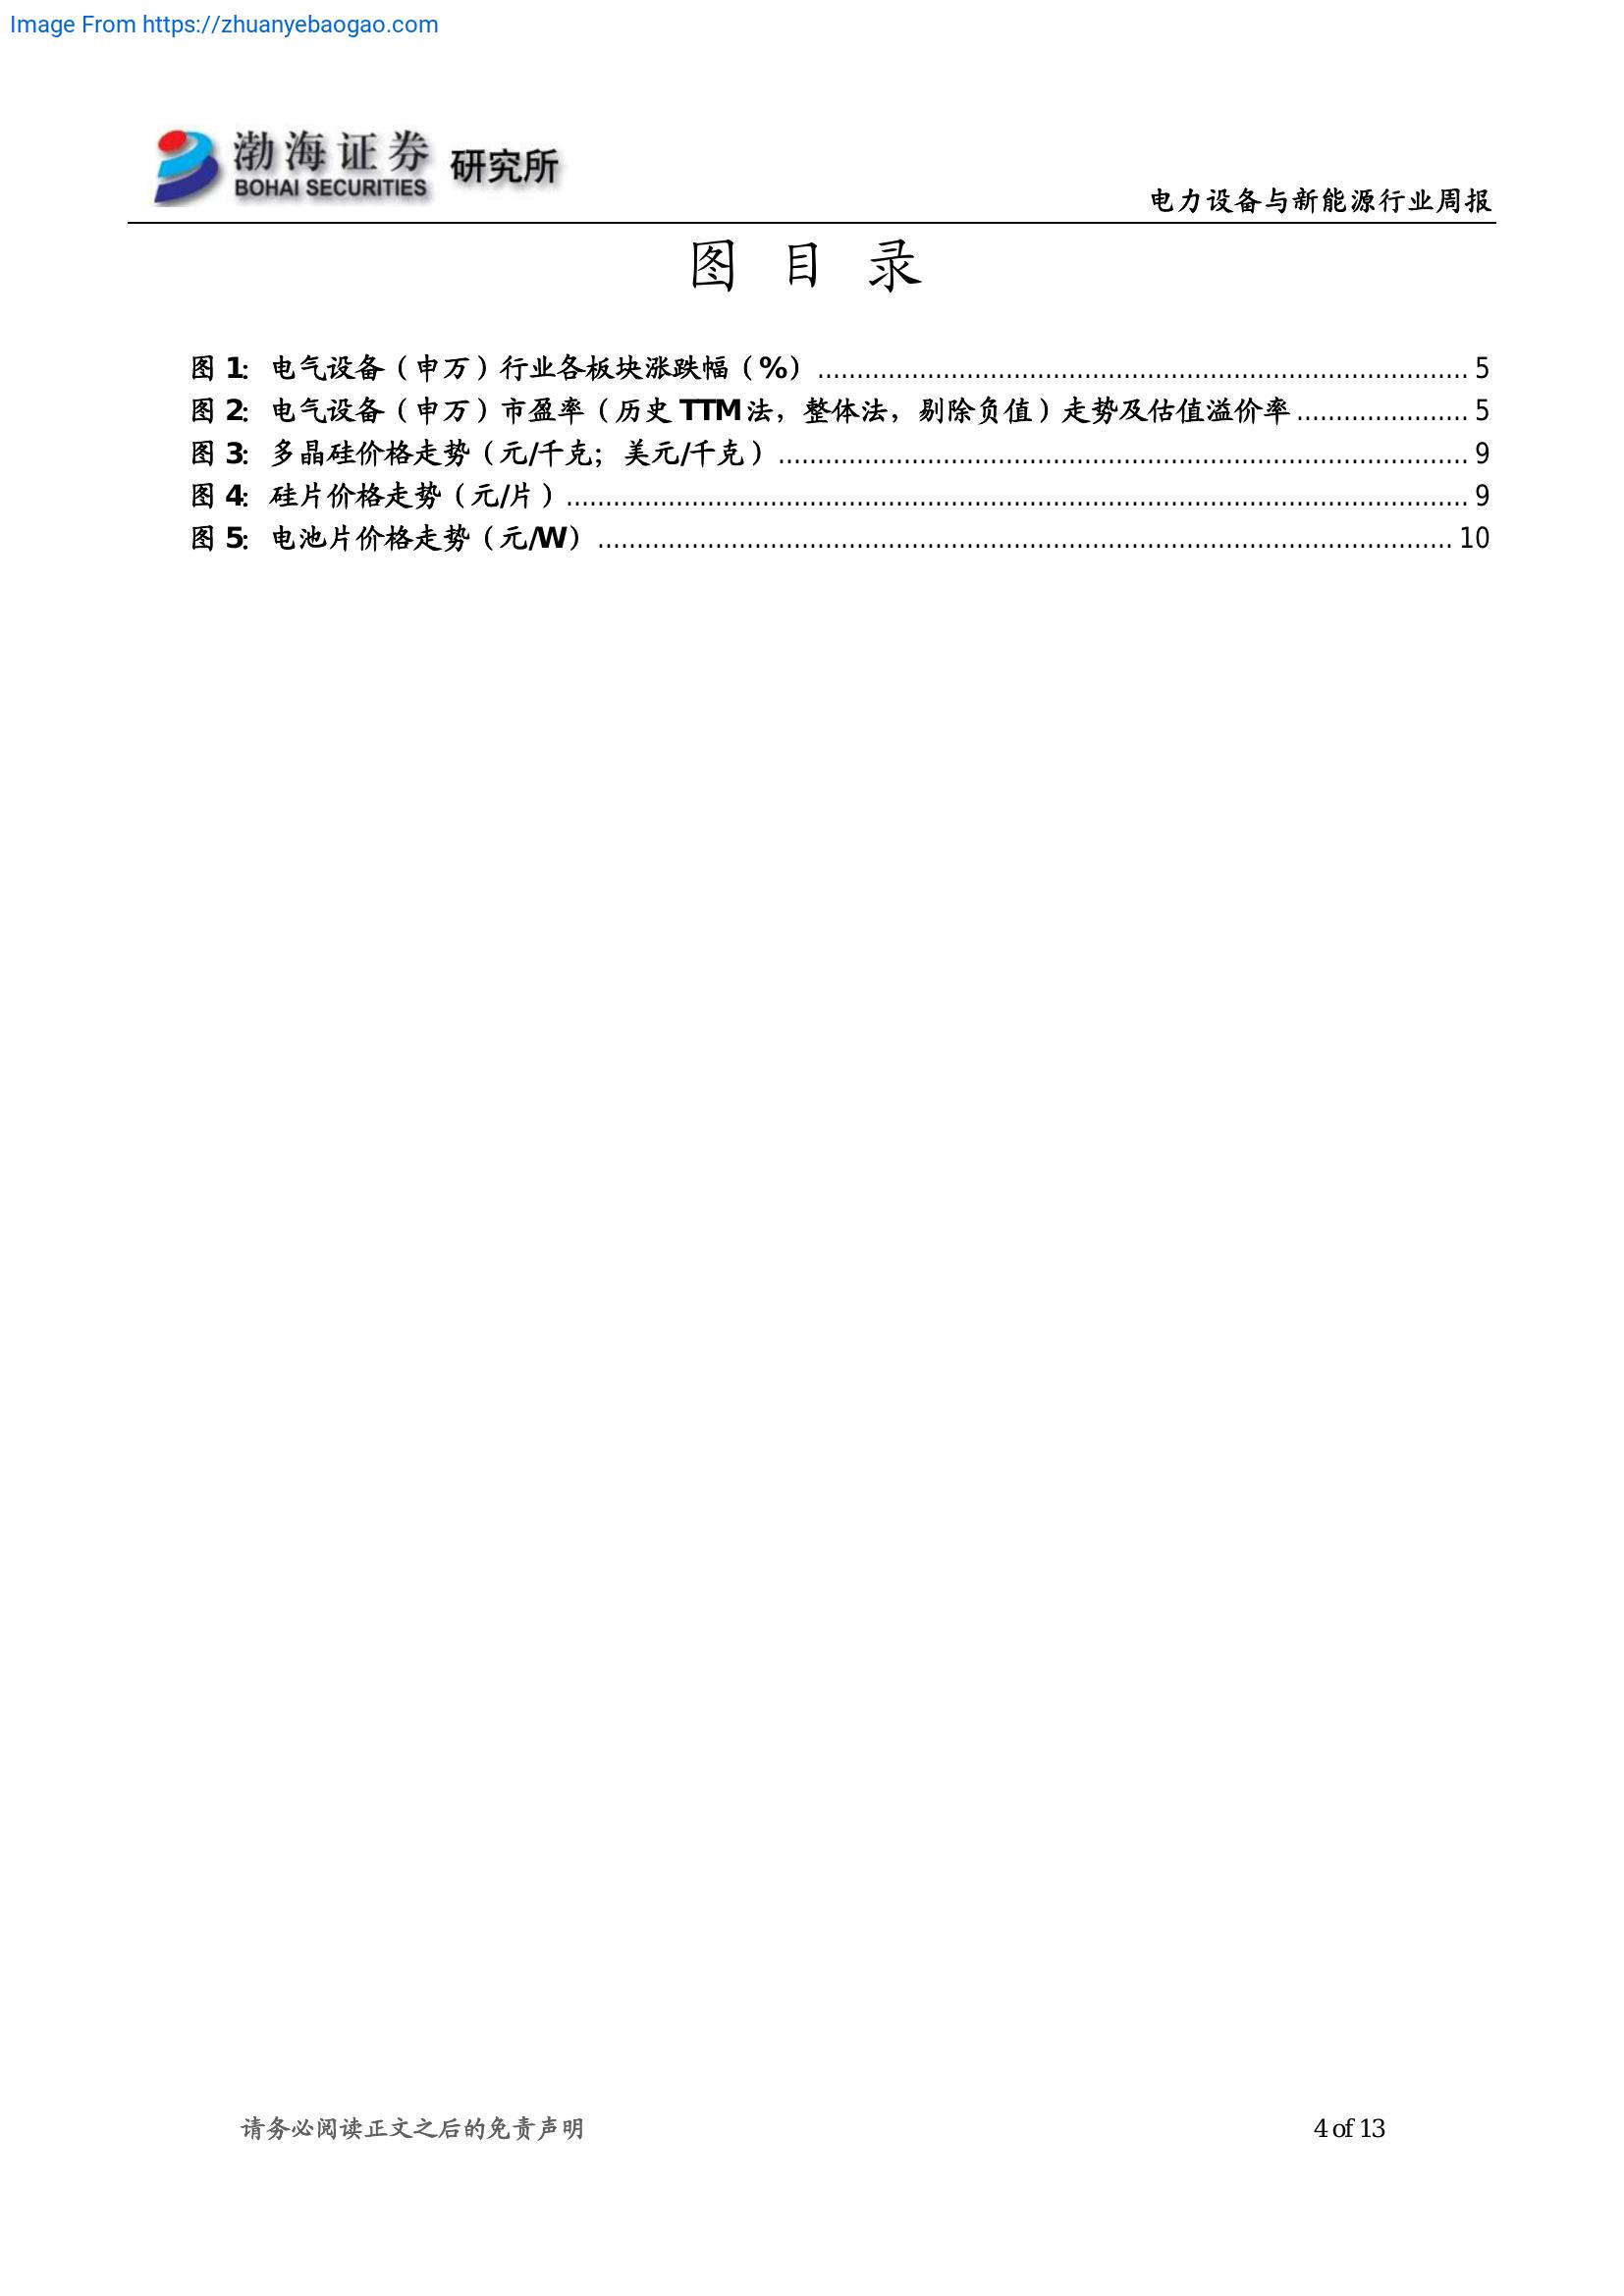 Image From https://zhuanyebaogao.com
渤海证券 研究所
BOHAI SECURITIES
电力设备与新能源行业周报
图 目 录
图 1: 电气设备（申万）行业各板块涨跌幅（%）........................................ 5
图 2: 电气设备（申万）市盈率（历史 TTM 法，整体法，剔除负值）走势及估值溢价率...................... 5
图 3: 多晶硅价格走势（元/千克；美元/千克）........................................ 9
图 4: 硅片价格走势（元/片）........................................ 9
图 5: 电池片价格走势（元/W）........................................ 10
请务必阅读正文之后的免责声明 4 of 13